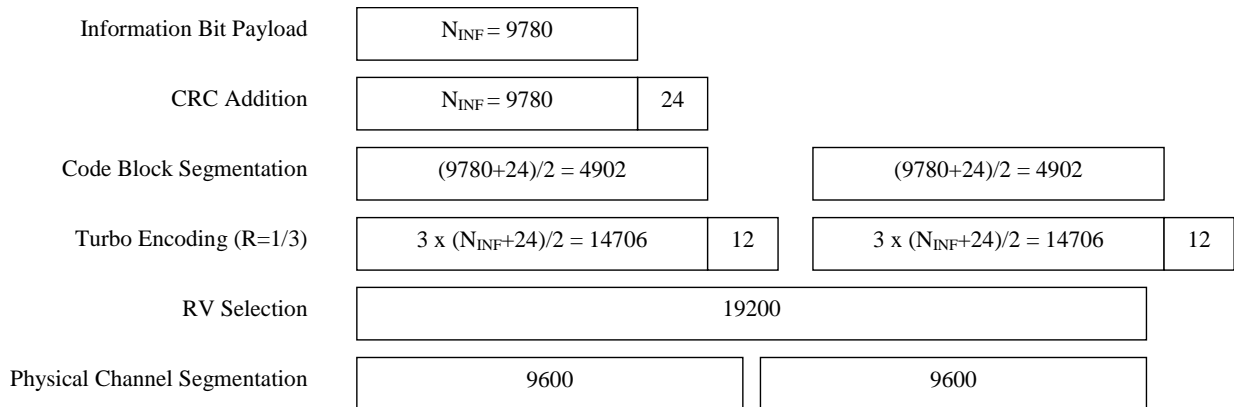 Information Bit Payload N_INF = 9780
CRC Addition N_INF = 9780 24
Code Block Segmentation (9780+24)/2 = 4902 (9780+24)/2 = 4902
Turbo Encoding (R=1/3) 3 x (N_INF+24)/2 = 14706 12 3 x (N_INF+24)/2 = 14706 12
RV Selection 19200
Physical Channel Segmentation 9600 9600